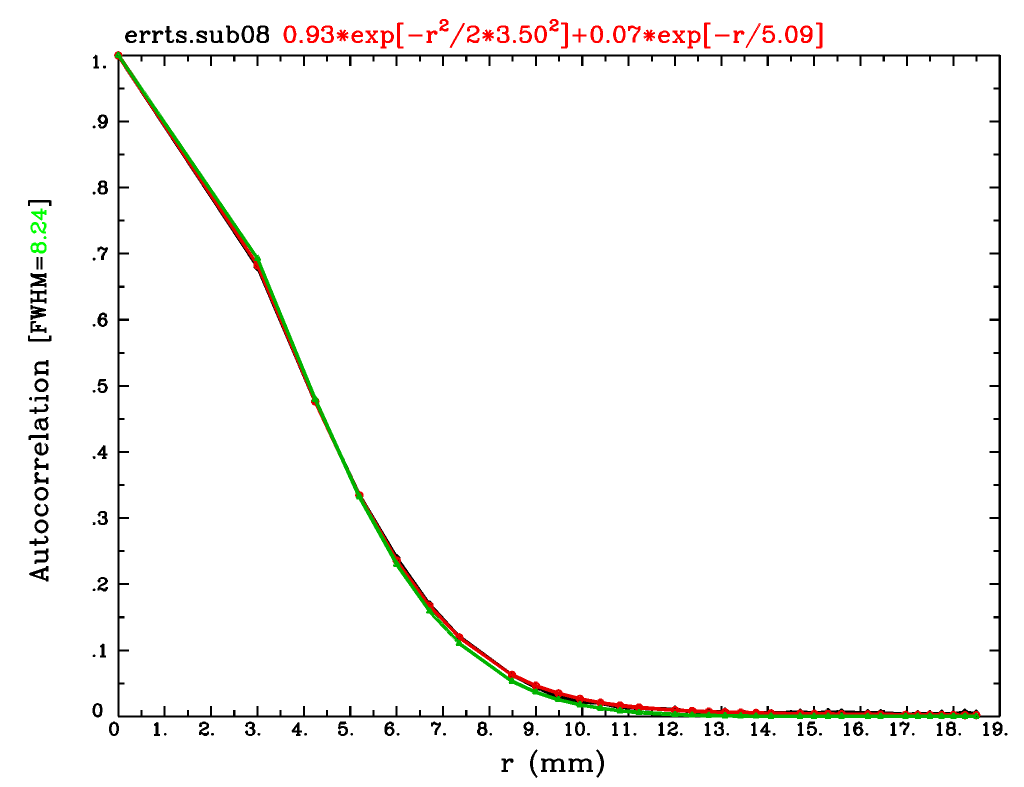 errts.sub08 0.93*exp[-r²/2*3.50²]+0.07*exp[-r/5.09]
1.
.9
.8
.7
.6
.5
.4
.3
.2
.1
0
Autocorrelation [FWHM=8.24]
0 1. 2. 3. 4. 5. 6. 7. 8. 9. 10. 11. 12. 13. 14. 15. 16. 17. 18. 19.
r (mm)